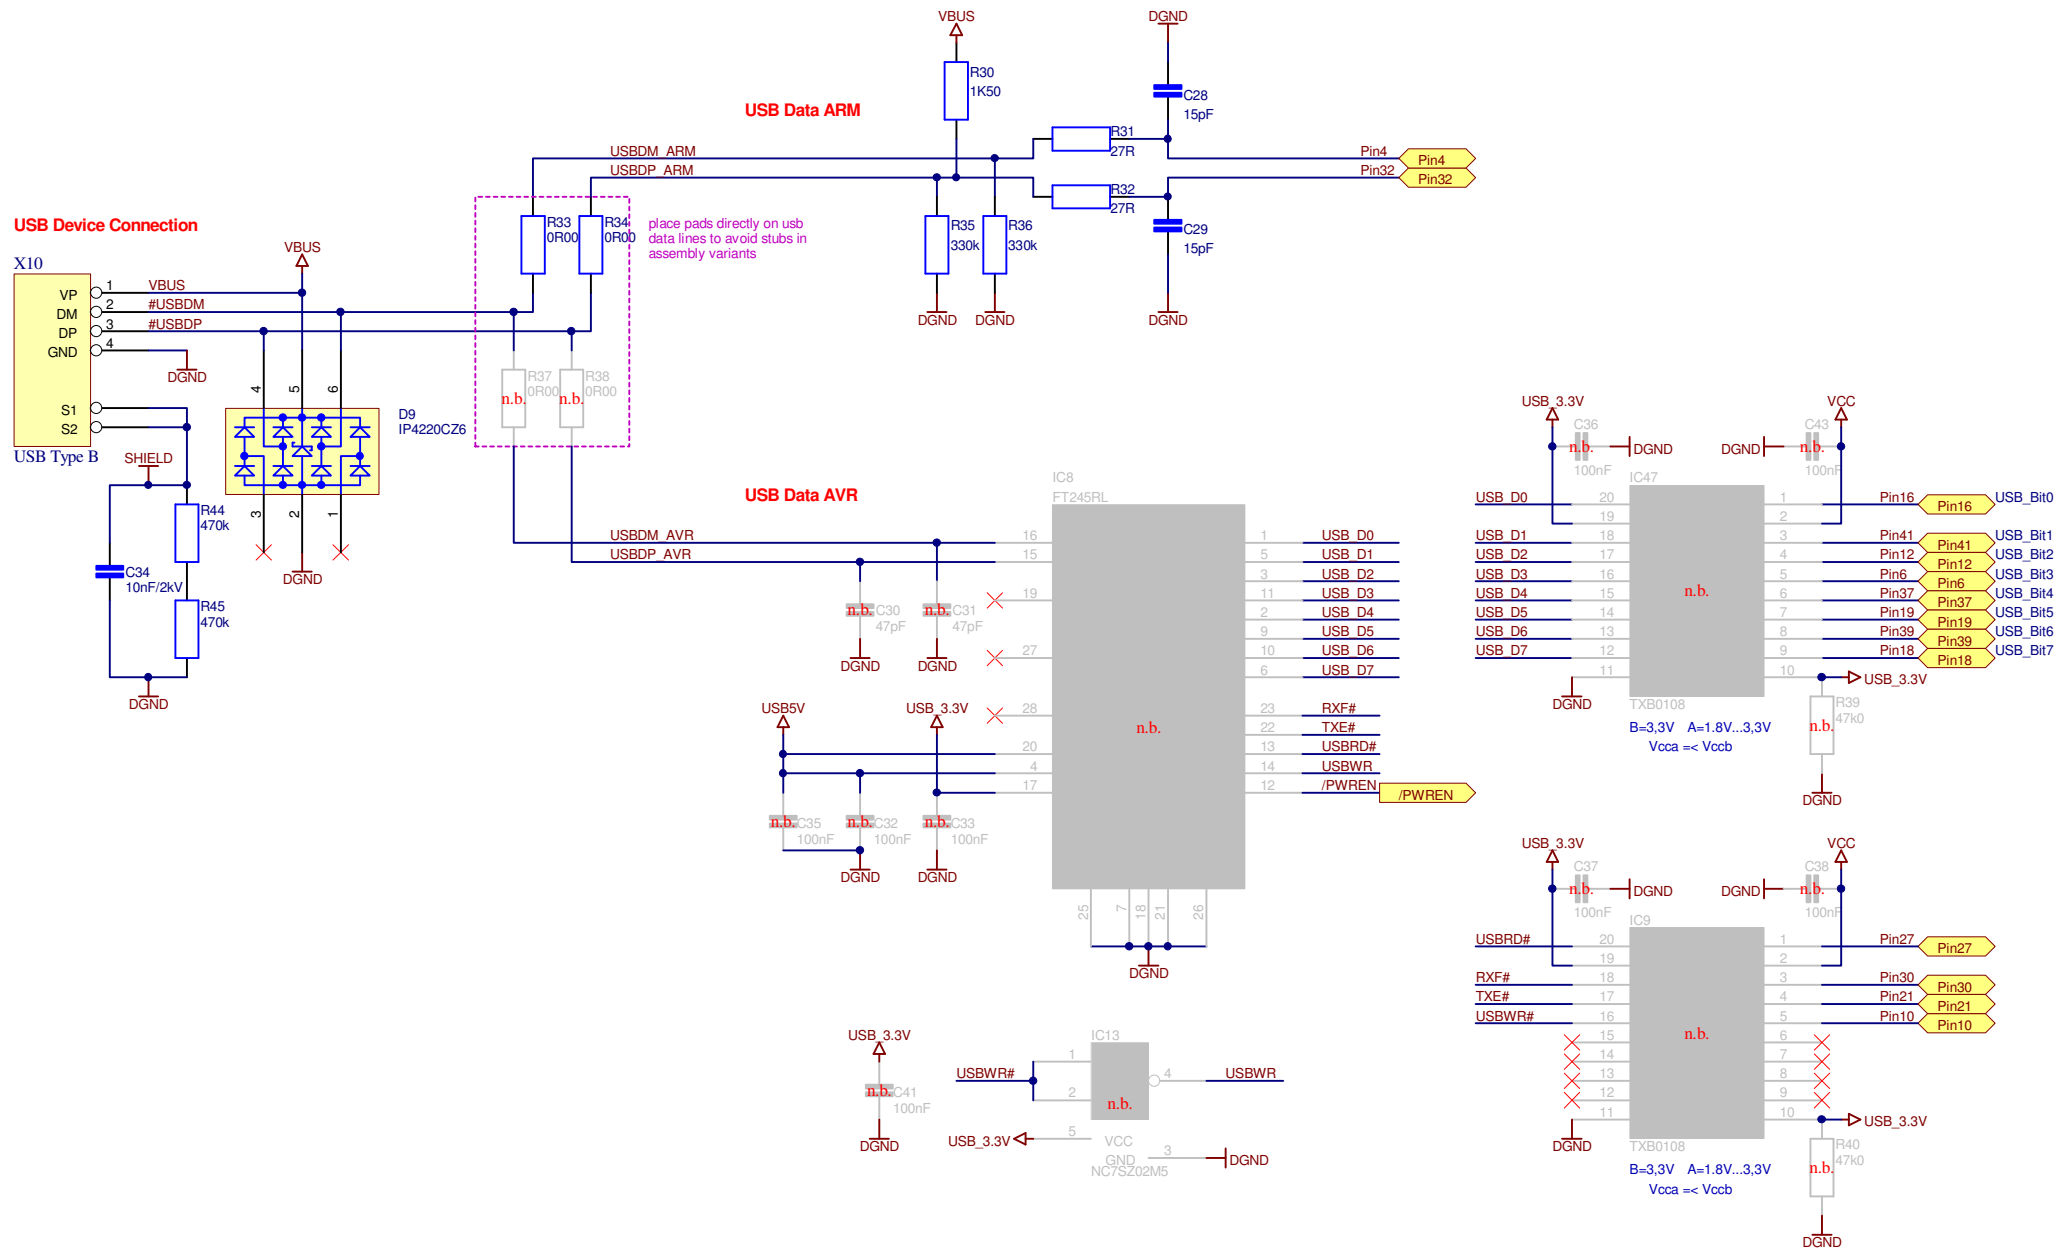 VBUS
DGND
R30
1K50
C28
15pF
USB Data ARM
R31
27R
USBDM_ARM
Pin4
Pin4
USBDP_ARM
Pin32
Pin32
R32
27R
C29
15pF
R35
330k
R36
330k
DGND
DGND
DGND
place pads directly on usb
data lines to avoid stubs in
assembly variants
R33
0R00
R34
0R00
R37
0R00
n.b.
R38
0R00
n.b.
USB Device Connection
X10
VBUS
VP
1
VBUS
DM
2
#USBDM
DP
3
#USBDP
GND
4
DGND
S1
S2
USB Type B
4
5
6
D9
IP4220CZ6
3
2
1
DGND
SHIELD
R44
470k
C34
10nF/2kV
R45
470k
DGND
USB Data AVR
IC8
FT245RL
n.b.
USBDM_AVR
16
USBDP_AVR
15
19
27
28
20
4
17
n.b.
C30
47pF
n.b.
C31
47pF
DGND
DGND
USB5V
USB_3.3V
n.b.
C35
100nF
n.b.
C32
100nF
n.b.
C33
100nF
DGND
DGND
1
USB_D0
5
USB_D1
3
USB_D2
11
USB_D3
2
USB_D4
9
USB_D5
10
USB_D6
6
USB_D7
23
RXF#
22
TXE#
13
USBRD#
14
USBWR
12
/PWREN
/PWREN
25
7
18
21
26
DGND
USB_3.3V
VCC
C36
n.b.
100nF
DGND
C43
n.b.
100nF
DGND
IC47
n.b.
USB_D0
20
19
USB_D1
18
USB_D2
17
USB_D3
16
USB_D4
15
USB_D5
14
USB_D6
13
USB_D7
12
11
DGND
1
Pin16
Pin16
USB_Bit0
2
3
Pin41
Pin41
USB_Bit1
4
Pin12
Pin12
USB_Bit2
5
Pin6
Pin6
USB_Bit3
6
Pin37
Pin37
USB_Bit4
7
Pin19
Pin19
USB_Bit5
8
Pin39
Pin39
USB_Bit6
9
Pin18
Pin18
USB_Bit7
10
USB_3.3V
TXB0108
B=3,3V A=1.8V...3,3V
Vcca =< Vccb
R39
47k0
n.b.
DGND
USB_3.3V
VCC
C37
n.b.
100nF
DGND
C38
n.b.
100nF
DGND
IC9
n.b.
USBRD#
20
19
RXF#
18
TXE#
17
USBWR#
16
15
14
13
12
11
DGND
1
Pin27
Pin27
2
3
Pin30
Pin30
4
Pin21
Pin21
5
Pin10
Pin10
6
7
8
9
10
USB_3.3V
TXB0108
B=3,3V A=1.8V...3,3V
Vcca =< Vccb
R40
47k0
n.b.
DGND
USB_3.3V
n.b.
C41
100nF
DGND
IC13
USBWR#
1
2
n.b.
4
USBWR
USB_3.3V
5
VCC
GND
3
DGND
NC7SZ02M5